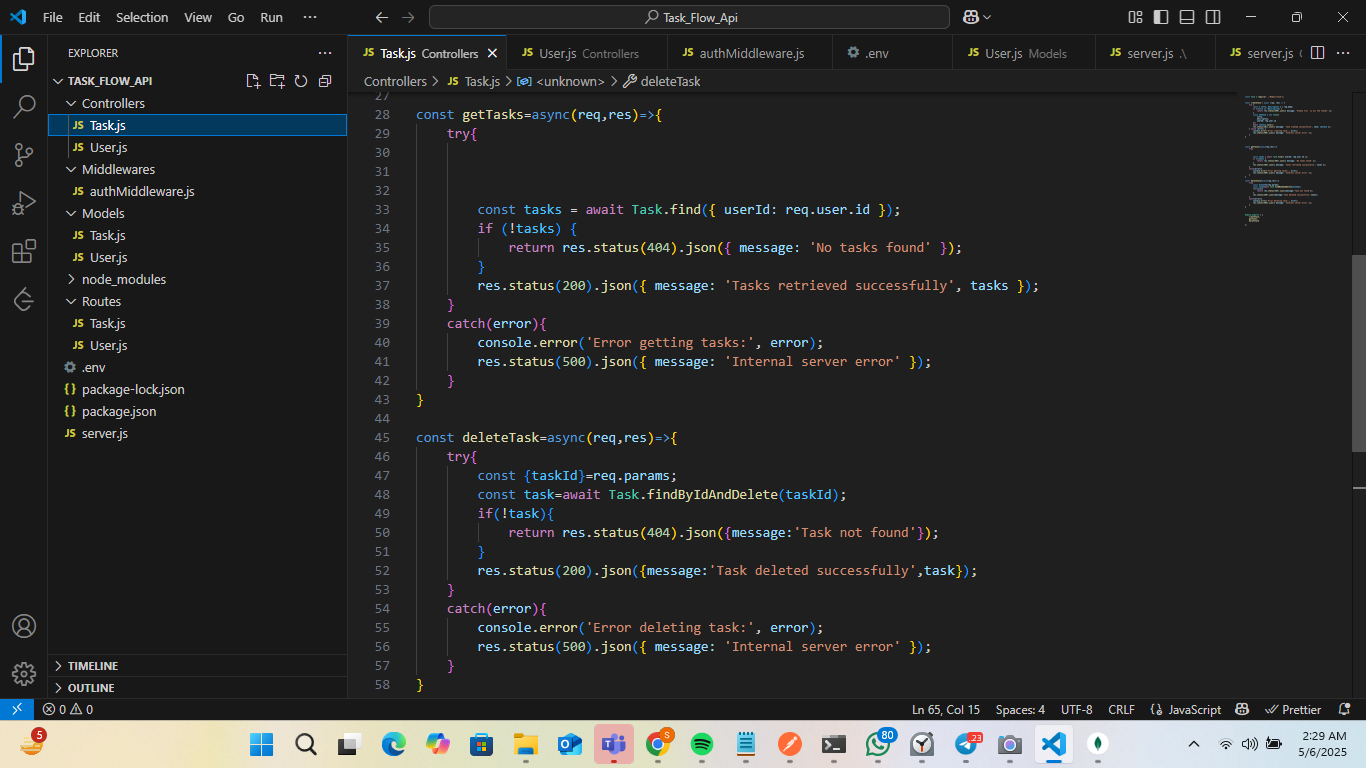 File Edit Selection View Go Run ···
Task_Flow_Api
EXPLORER
TASK_FLOW_API
Controllers
JS Task.js
JS User.js
Middlewares
JS authMiddleware.js
Models
JS Task.js
JS User.js
node_modules
Routes
JS Task.js
JS User.js
.env
{} package-lock.json
{} package.json
JS server.js
TIMELINE
OUTLINE
JS Task.js Controllers
JS User.js Controllers
JS authMiddleware.js
.env
JS User.js Models
JS server.js .\
JS server.js
Controllers > JS Task.js > <unknown> > deleteTask
27
28 const getTasks=async(req,res)=>{
29 try{
30
31
32
33 const tasks = await Task.find({ userId: req.user.id });
34 if (!tasks) {
35 return res.status(404).json({ message: 'No tasks found' });
36 }
37 res.status(200).json({ message: 'Tasks retrieved successfully', tasks });
38 }
39 catch(error){
40 console.error('Error getting tasks:', error);
41 res.status(500).json({ message: 'Internal server error' });
42 }
43 }
44
45 const deleteTask=async(req,res)=>{
46 try{
47 const {taskId}=req.params;
48 const task=await Task.findByIdAndDelete(taskId);
49 if(!task){
50 return res.status(404).json({message:'Task not found'});
51 }
52 res.status(200).json({message:'Task deleted successfully',task});
53 }
54 catch(error){
55 console.error('Error deleting task:', error);
56 res.status(500).json({ message: 'Internal server error' });
57 }
58 }
0 0
Ln 65, Col 15 Spaces: 4 UTF-8 CRLF {} JavaScript Prettier
5
S
80
23
2:29 AM
5/6/2025